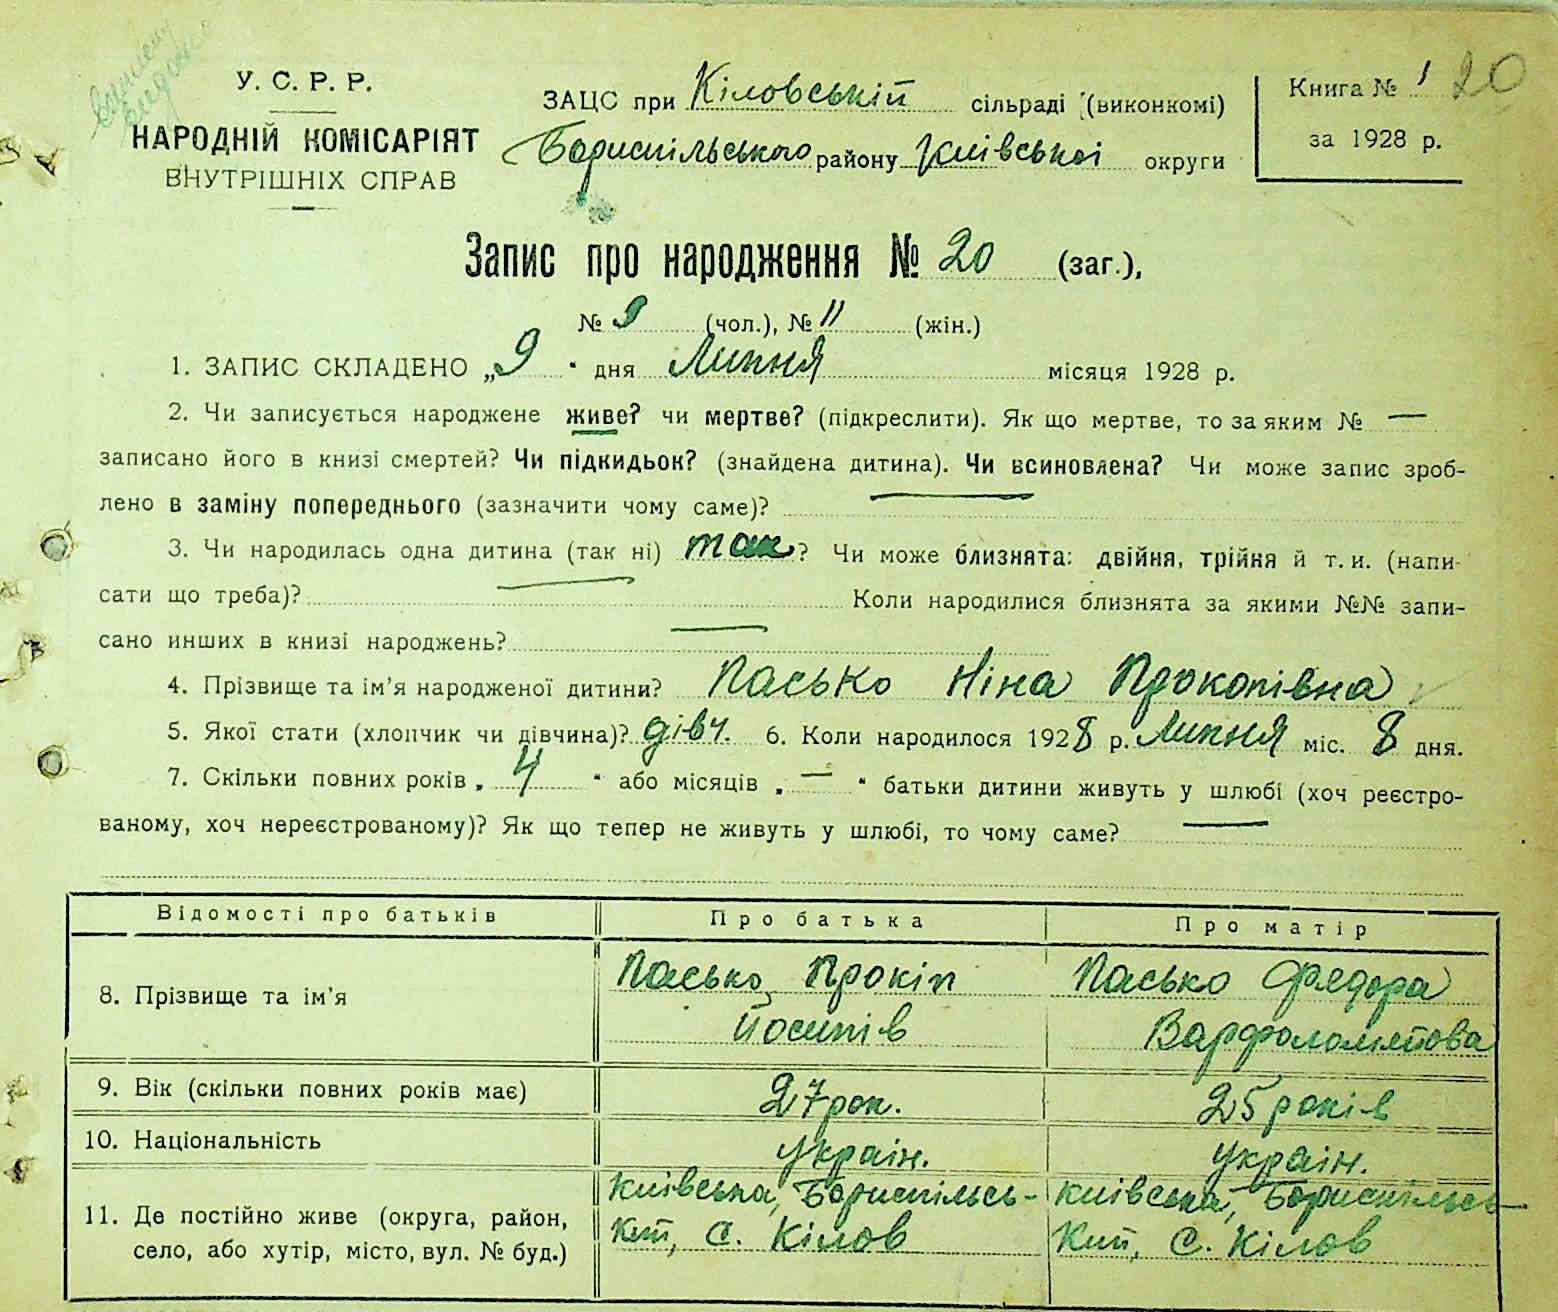 У. С. Р. Р.
НАРОДНІЙ КОМІСАРІЯТ
ВНУТРІШНІХ СПРАВ
ЗАЦС при Кіловській сільраді (виконкомі)
Бориспільського району Київської округи
Книга № 1 20
за 1928 р.
Запис про народження № 20 (заг.),
№ 9 (чол.), № 11 (жін.)
1. ЗАПИС СКЛАДЕНО „9“ дня Липня місяця 1928 р.
2. Чи записується народжене живе? чи мертве? (підкреслити). Як що мертве, то за яким № —
записано його в книзі смертей? Чи підкидьок? (знайдена дитина). Чи всиновлена? Чи може запис зроб-
лено в заміну попереднього (зазначити чому саме)? —
3. Чи народилась одна дитина (так ні) так? Чи може близнята: двійня, трійня й т. и. (напи-
сати що треба)? — Коли народилися близнята за якими №№ запи-
сано инших в книзі народжень? —
4. Прізвище та ім'я народженої дитини? Пасько Ніна Прокопівна
5. Якої стати (хлопчик чи дівчина)? дівч. 6. Коли народилося 1928 р. Липня міс. 8 дня.
7. Скільки повних років „4“ або місяців „—“ батьки дитини живуть у шлюбі (хоч реєстро-
ваному, хоч нереєстрованому)? Як що тепер не живуть у шлюбі, то чому саме? —
Відомості про батьків Про батька Про матір
8. Прізвище та ім'я Пасько Прокіп Пасько Фядора
Йосипів Варфоломієтова
9. Вік (скільки повних років має) 27 рок. 25 років
10. Національність україн. україн.
11. Де постійно живе (округа, район, Київська, Бориспільсь- Київська, Бориспільсь-
село, або хутір, місто, вул. № буд.) кий, с. Кілов кий, с. Кілов